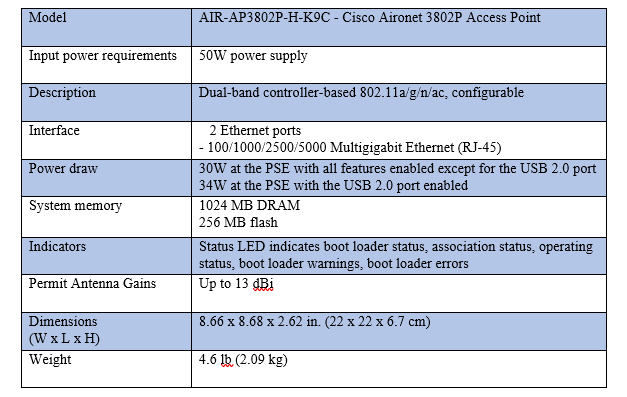 Model
AIR-AP3802P-H-K9C - Cisco Aironet 3802P Access Point
Input power requirements
50W power supply
Description
Dual-band controller-based 802.11a/g/n/ac, configurable
Interface
2 Ethernet ports
- 100/1000/2500/5000 Multigigabit Ethernet (RJ-45)
Power draw
30W at the PSE with all features enabled except for the USB 2.0 port
34W at the PSE with the USB 2.0 port enabled
System memory
1024 MB DRAM
256 MB flash
Indicators
Status LED indicates boot loader status, association status, operating
status, boot loader warnings, boot loader errors
Permit Antenna Gains
Up to 13 dBi
Dimensions
(W x L x H)
8.66 x 8.68 x 2.62 in. (22 x 22 x 6.7 cm)
Weight
4.6 lb (2.09 kg)